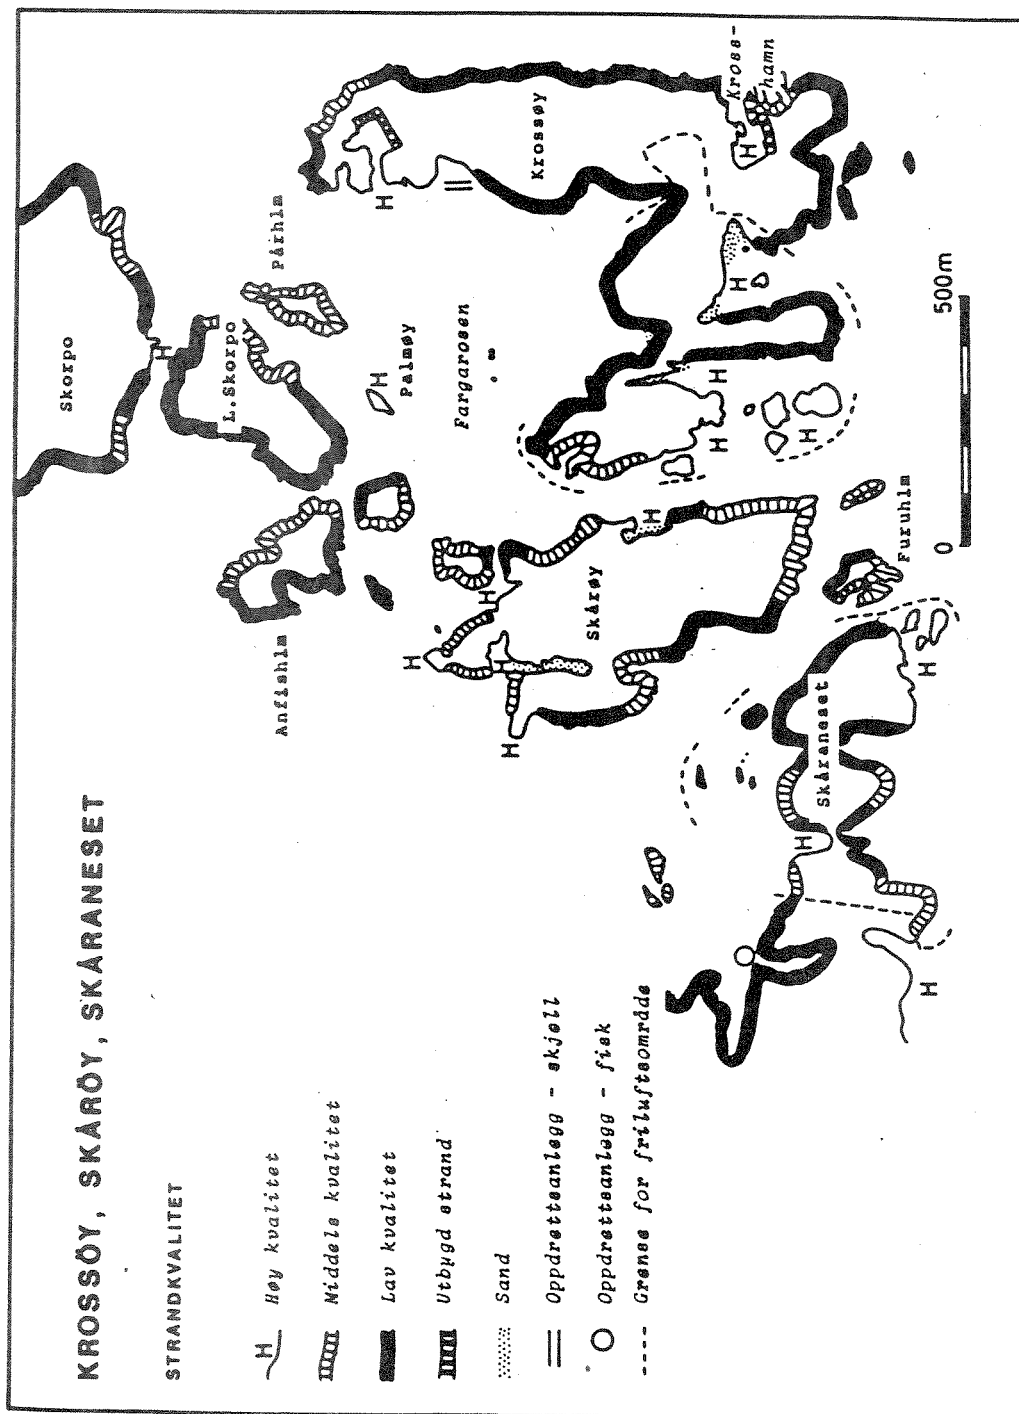 KROSSÖY, SKÅRÖY, SKÅRANESET
STRANDKVALITET
H Høy kvalitet
Middels kvalitet
Lav kvalitet
Utbygd strand
Sand
Oppdrettsanlegg - skjell
Oppdrettsanlegg - fisk
Grense for friluftsområde
Skorpo
H
L.Skorpo
Pårhlm
Anfishlm
H
Palmøy
Fargarosen
H
Krossøy
Kross-
hamn
H
H
H
H
H
H
H
H
H
H
Skårøy
Furuhlm
H
Skåraneset
H
H
0
500m